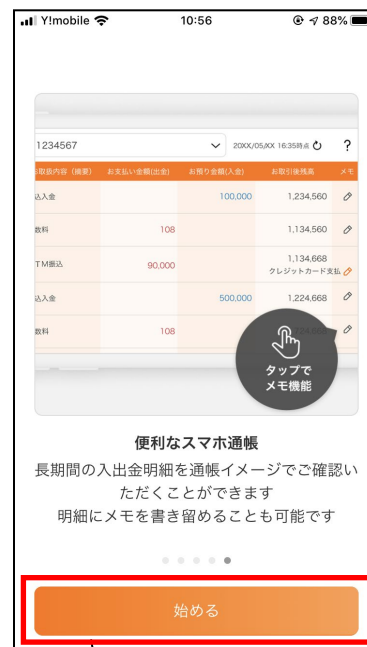 Y!mobile 10:56 88%
1234567 20XX/05/XX 16:35時点 ?
取扱内容（摘要） お支払い金額(出金) お預り金額(入金) お取引後残高 メモ
込入金 100,000 1,234,560
数料 108 1,134,560
TM振込 90,000 1,134,668
クレジットカード支払
込入金 500,000 1,224,668
数料 108
タップで
メモ機能
便利なスマホ通帳
長期間の入出金明細を通帳イメージでご確認い
ただくことができます
明細にメモを書き留めることも可能です
始める